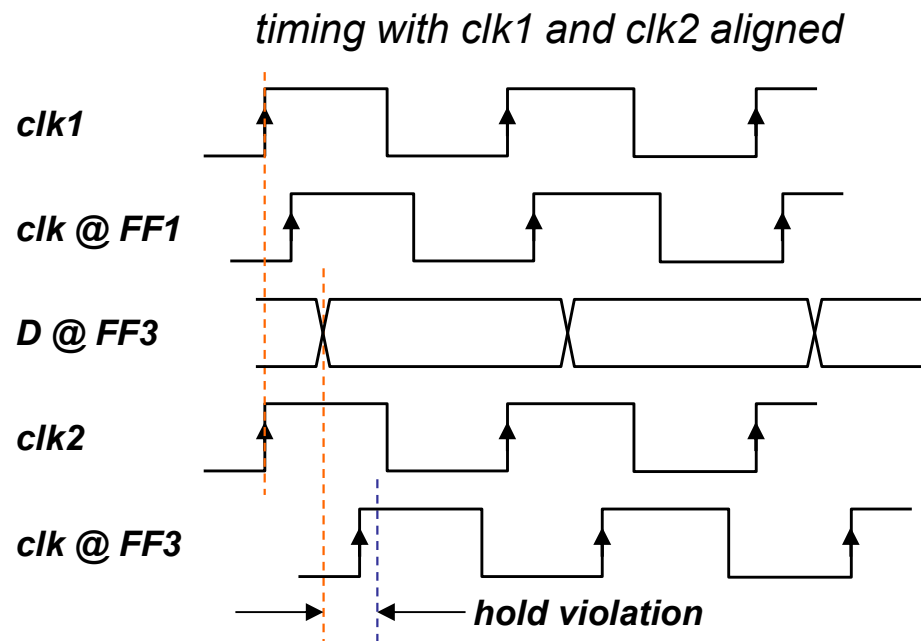 timing with clk1 and clk2 aligned
clk1
clk @ FF1
D @ FF3
clk2
clk @ FF3
hold violation